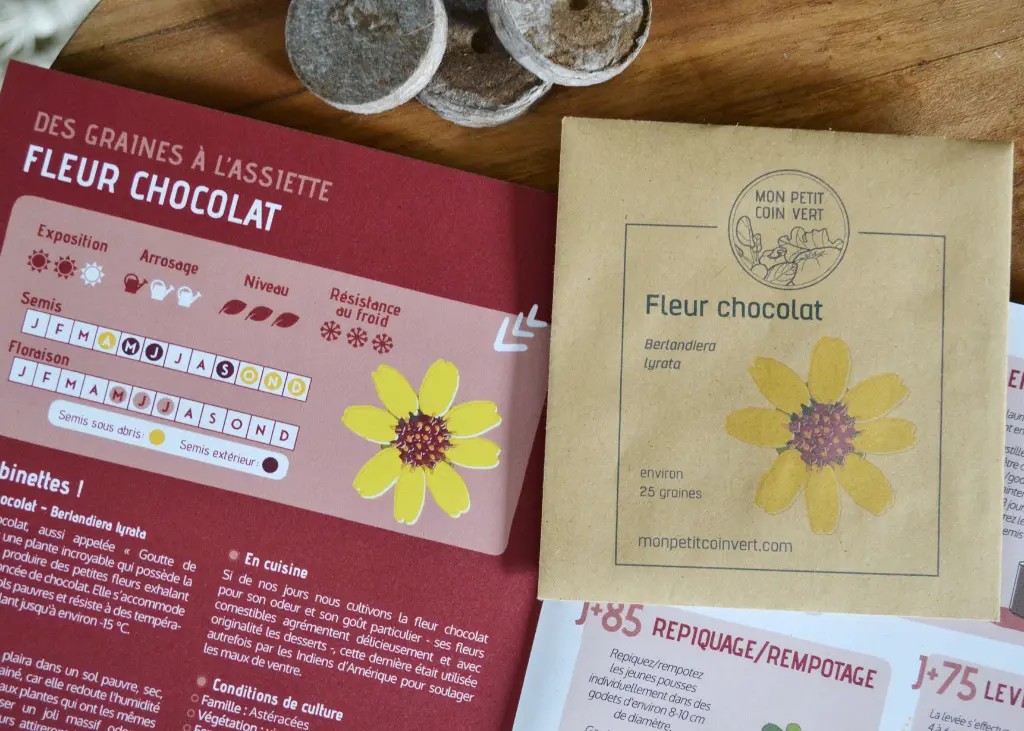 DES GRAINES À L'ASSIETTE
FLEUR CHOCOLAT
Exposition
Arrosage
Niveau
Résistance
au froid
Semis
J F M A M J J A S O N D
Floraison
J F M A M J J A S O N D
Semis sous abris :
Semis extérieur :
binettes !
ocolat - Berlandiera lyrata
ocolat, aussi appelée « Goutte de
une plante incroyable qui possède la
produire des petites fleurs exhalant
oncée de chocolat. Elle s'accommode
ols pauvres et résiste à des tempéra-
lant jusqu'à environ -15 °C.
plaira dans un sol pauvre, sec,
ainé, car elle redoute l'humidité
aux plantes qui ont les mêmes
ser un joli massif
urs attireront
En cuisine
Si de nos jours nous cultivons la fleur chocolat
pour son odeur et son goût particulier - ses fleurs
comestibles agrémentent délicieusement et avec
originalité les desserts -, cette dernière était utilisée
autrefois par les Indiens d'Amérique pour soulager
les maux de ventre.
Conditions de culture
Famille : Astéracées
Végétation :
MON PETIT
COIN VERT
Fleur chocolat
Berlandiera
lyrata
environ
25 graines
monpetitcoinvert.com
J+85 REPIQUAGE/REMPOTAGE
Repiquez/rempotez
les jeunes pousses
individuellement dans des
godets d'environ 8-10 cm
de diamètre.
J+75 LEV
La levée s'effectu